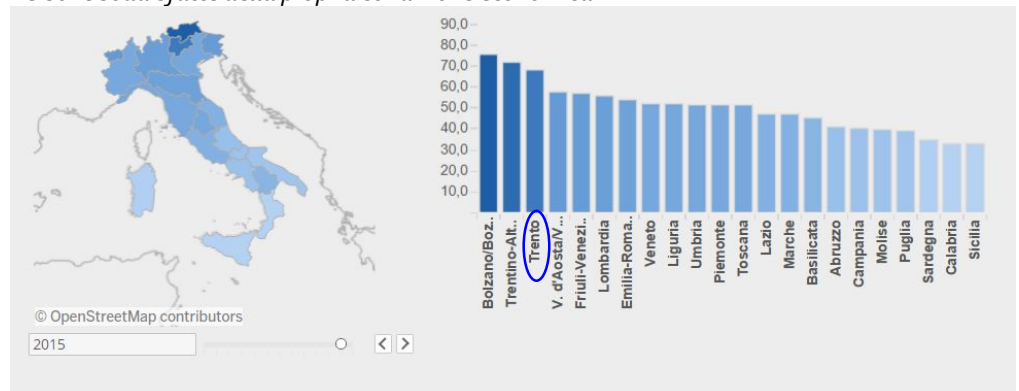 © OpenStreetMap contributors
2015
90,0
80,0
70,0
60,0
50,0
40,0
30,0
20,0
10,0
Bolzano/Boz..
Trentino-Alt..
Trento
V. d'Aosta/V...
Friuli-Venezi..
Lombardia
Emilia-Roma..
Veneto
Liguria
Umbria
Piemonte
Toscana
Lazio
Marche
Basilicata
Abruzzo
Campania
Molise
Puglia
Sardegna
Calabria
Sicilia